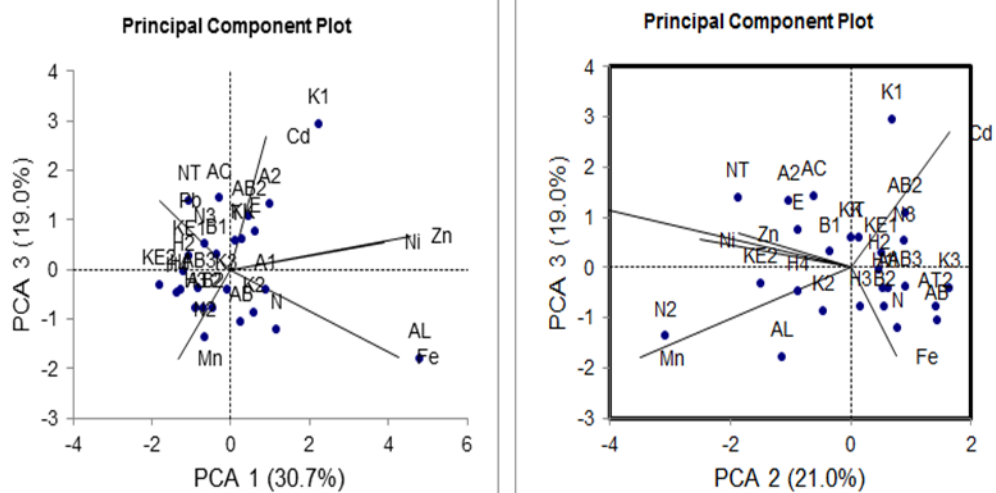 Principal Component Plot
PCA 3 (19.0%)
4
3
2
1
0
-1
-2
-3
K1
Cd
NT
AC
A2
AB2
Pb
E
N3
KE1
B1
H2
KE2
AB3
K3
A1
AB
K2
N
N2
Mn
AL
Fe
Ni
Zn
-4
-2
0
2
4
6
PCA 1 (30.7%)
Principal Component Plot
PCA 3 (19.0%)
4
3
2
1
0
-1
-2
-3
K1
Cd
NT
A2
AC
E
AB2
N3
B1
KE1
Zn
Ni
H2
KE2
H4
AB3
K3
K2
H3
B2
AT2
N
AB
N2
Mn
AL
Fe
-4
-2
0
2
PCA 2 (21.0%)